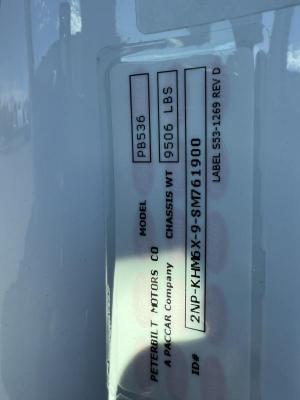 PETERBILT MOTORS CO
A PACCAR Company
MODEL PB536
CHASSIS WT 9506 LBS
ID# 2NP-KHM6X-9-SM761900
LABEL S53-1269 REV D